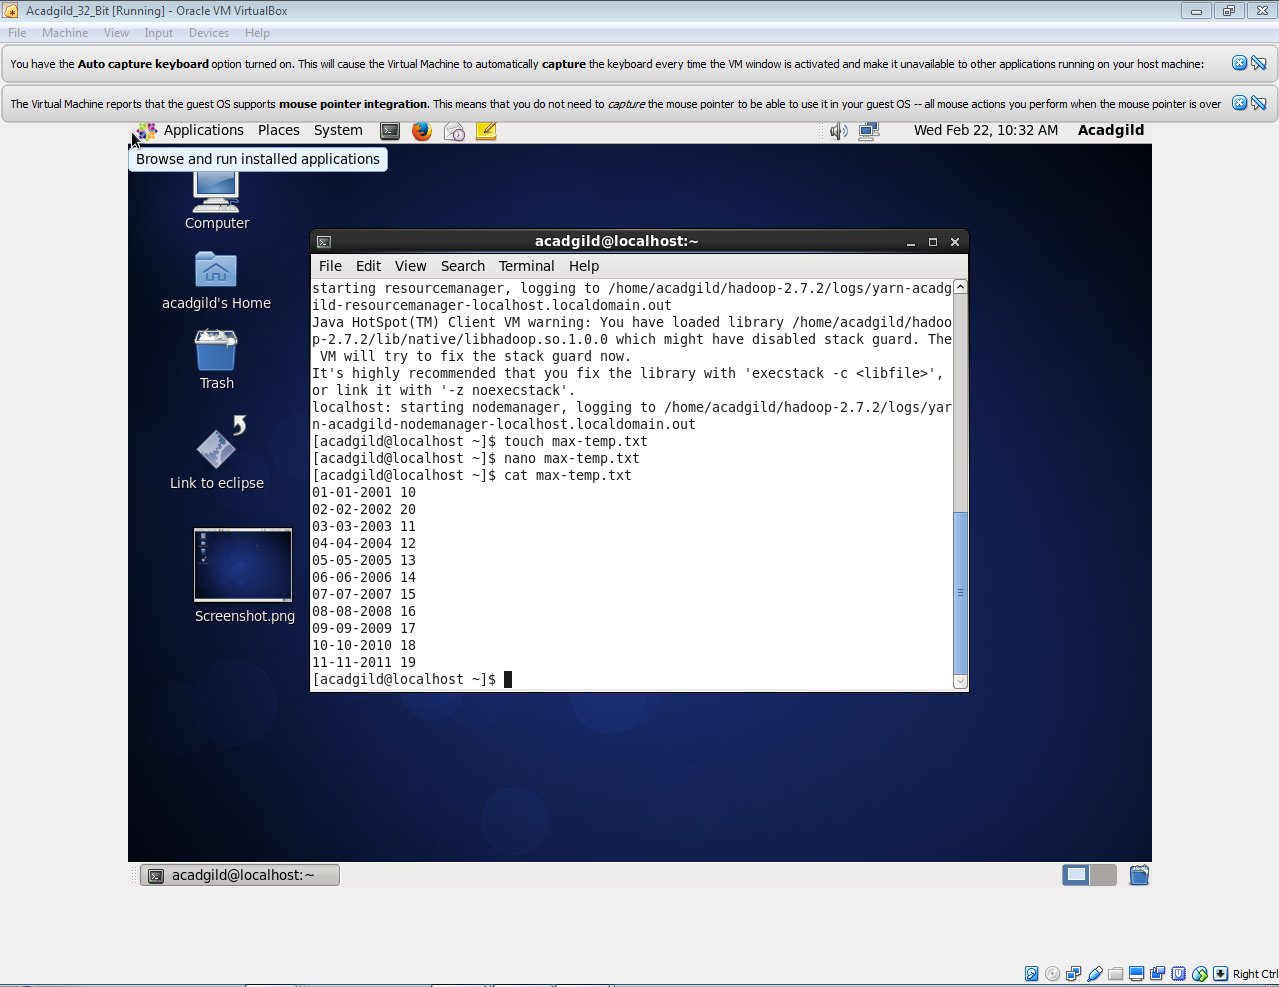 Acadgild_32_Bit [Running] - Oracle VM VirtualBox
File Machine View Input Devices Help
You have the Auto capture keyboard option turned on. This will cause the Virtual Machine to automatically capture the keyboard every time the VM window is activated and make it unavailable to other applications running on your host machine:
The Virtual Machine reports that the guest OS supports mouse pointer integration. This means that you do not need to capture the mouse pointer to be able to use it in your guest OS -- all mouse actions you perform when the mouse pointer is over
Applications Places System Wed Feb 22, 10:32 AM Acadgild
Browse and run installed applications
Computer
acadgild's Home
Trash
Link to eclipse
Screenshot.png
acadgild@localhost:~
File Edit View Search Terminal Help
starting resourcemanager, logging to /home/acadgild/hadoop-2.7.2/logs/yarn-acadg
ild-resourcemanager-localhost.localdomain.out
Java HotSpot(TM) Client VM warning: You have loaded library /home/acadgild/hadoo
p-2.7.2/lib/native/libhadoop.so.1.0.0 which might have disabled stack guard. The
 VM will try to fix the stack guard now.
It's highly recommended that you fix the library with 'execstack -c <libfile>',
or link it with '-z noexecstack'.
localhost: starting nodemanager, logging to /home/acadgild/hadoop-2.7.2/logs/yar
n-acadgild-nodemanager-localhost.localdomain.out
[acadgild@localhost ~]$ touch max-temp.txt
[acadgild@localhost ~]$ nano max-temp.txt
[acadgild@localhost ~]$ cat max-temp.txt
01-01-2001 10
02-02-2002 20
03-03-2003 11
04-04-2004 12
05-05-2005 13
06-06-2006 14
07-07-2007 15
08-08-2008 16
09-09-2009 17
10-10-2010 18
11-11-2011 19
[acadgild@localhost ~]$
acadgild@localhost:~
Right Ctrl